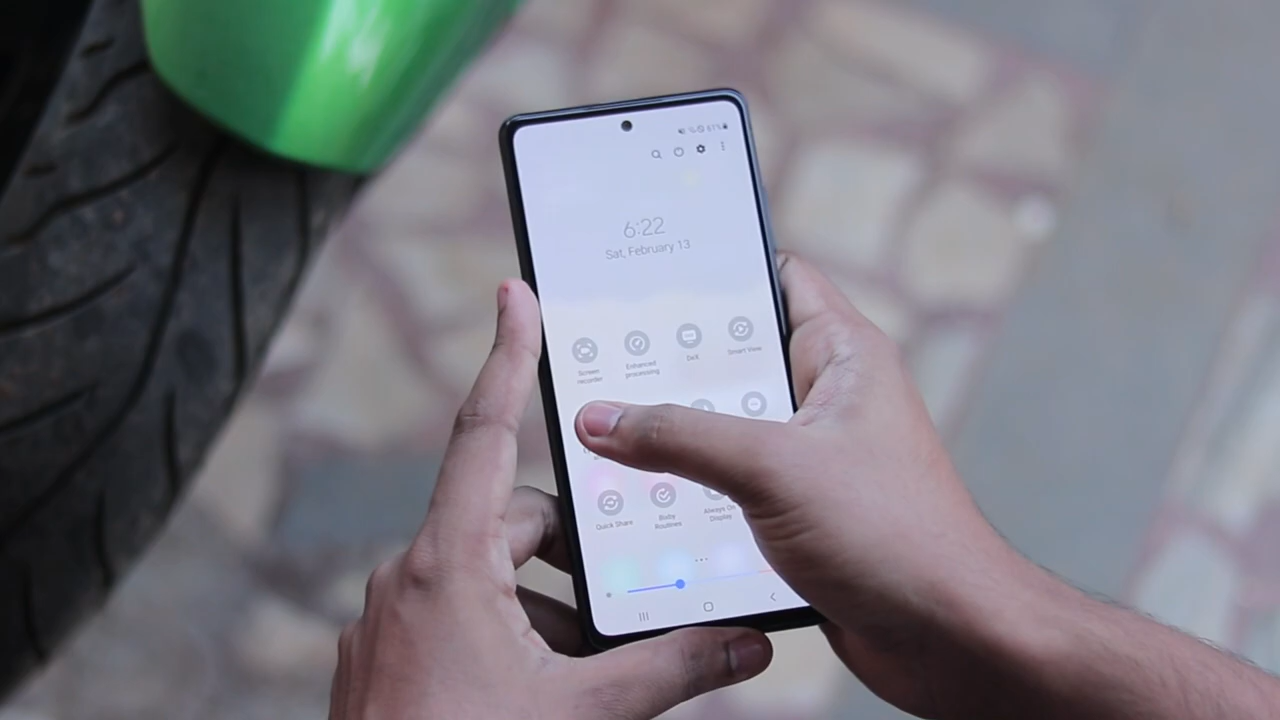 61%
6:22
Sat, February 13
Screen
recorder
Enhanced
processing
DeX
Smart View
Quick Share
Bixby
Routines
Always On
Display